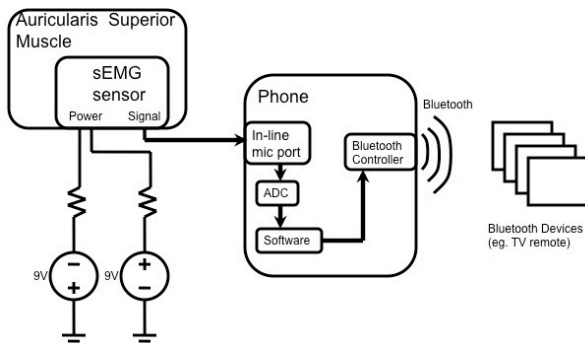 Auricularis Superior
Muscle
sEMG
sensor
Power
Signal
Phone
In-line
mic port
ADC
Software
Bluetooth
Controller
Bluetooth
Bluetooth Devices
(eg. TV remote)
9V
−
+
9V
+
−